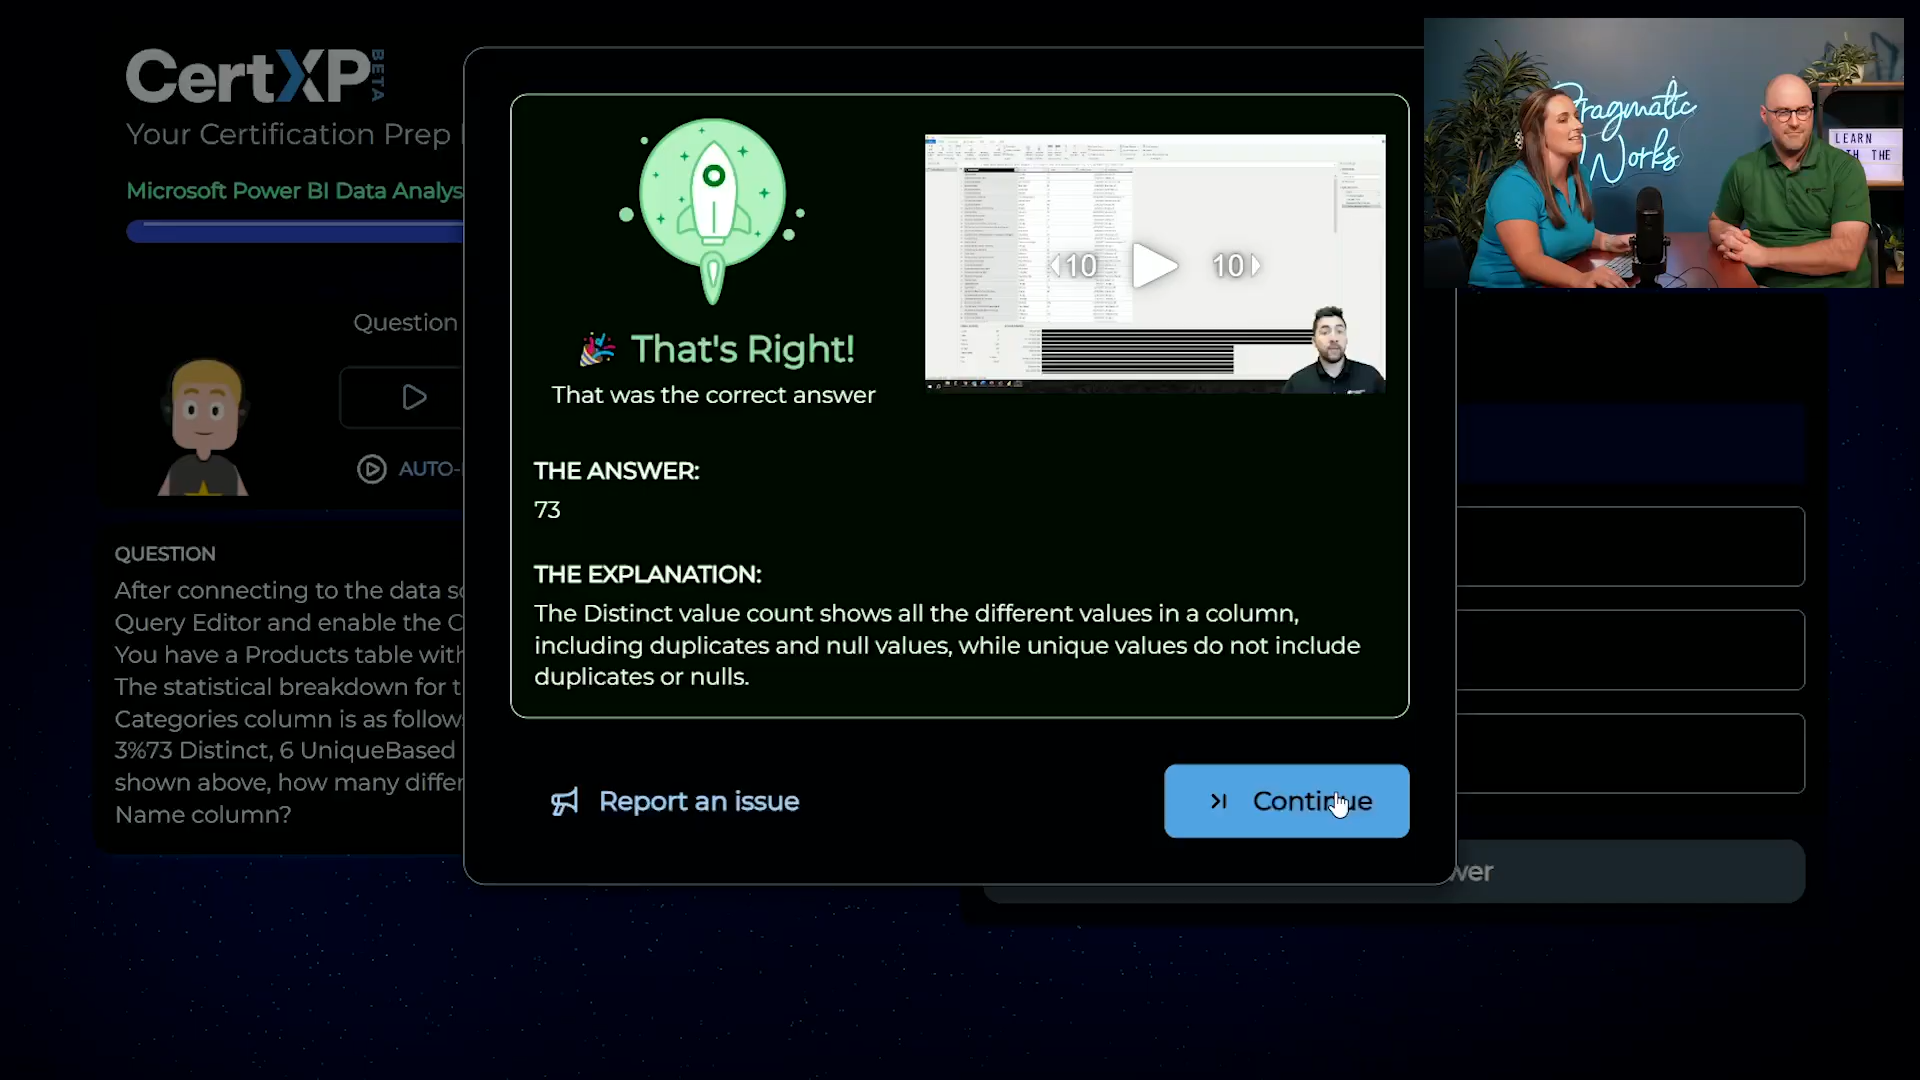 CertXP BETA
Your Certification Prep
Microsoft Power BI Data Analys
Question
AUTO-
QUESTION
After connecting to the data so
Query Editor and enable the C
You have a Products table with
The statistical breakdown for t
Categories column is as follow
3%73 Distinct, 6 UniqueBased
shown above, how many differ
Name column?
That's Right!
That was the correct answer
10
10
THE ANSWER:
73
THE EXPLANATION:
The Distinct value count shows all the different values in a column,
including duplicates and null values, while unique values do not include
duplicates or nulls.
Report an issue
Continue
wer
Pragmatic
Works
LEARN
TH THE